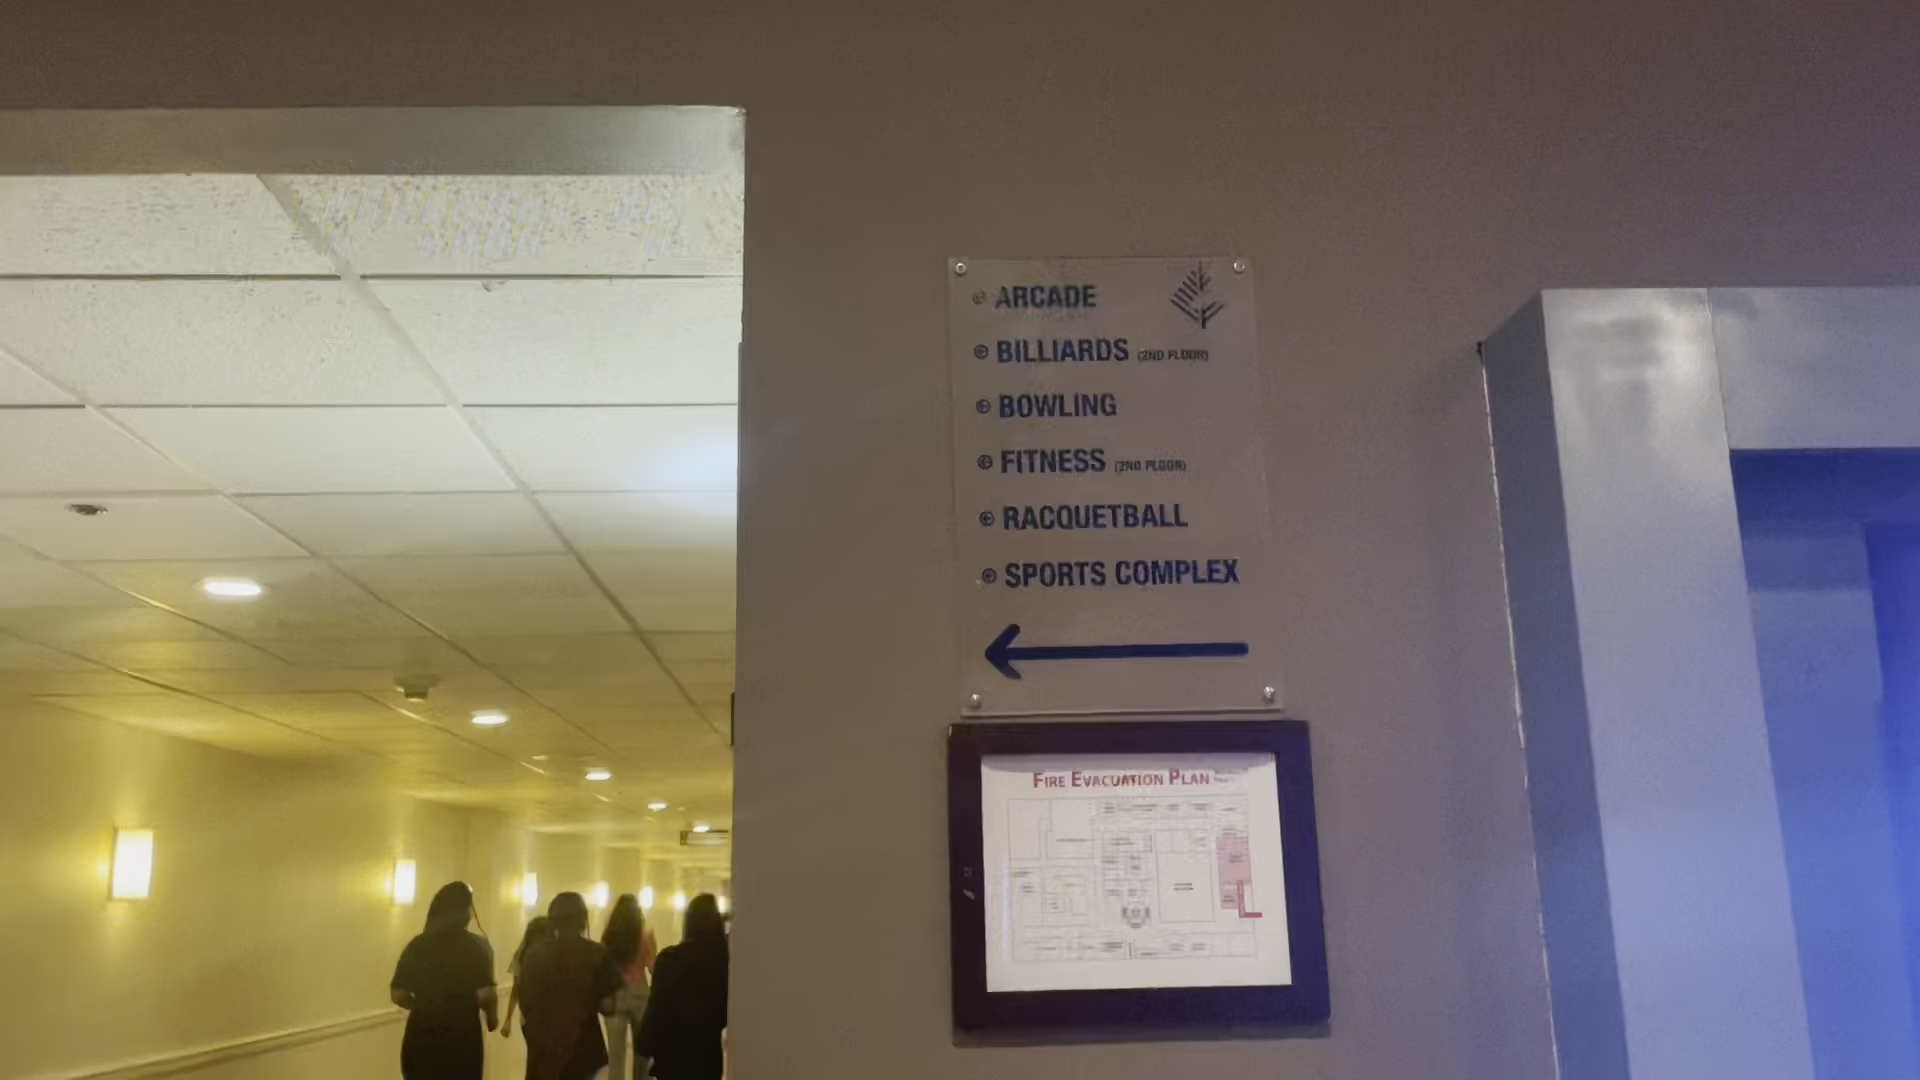 ARCADE
BILLIARDS (2ND FLOOR)
BOWLING
FITNESS (2ND FLOOR)
RACQUETBALL
SPORTS COMPLEX
FIRE EVACUATION PLAN